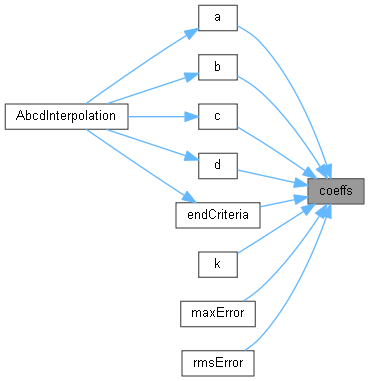 a
b
AbcdInterpolation
c
d
coeffs
endCriteria
k
maxError
rmsError